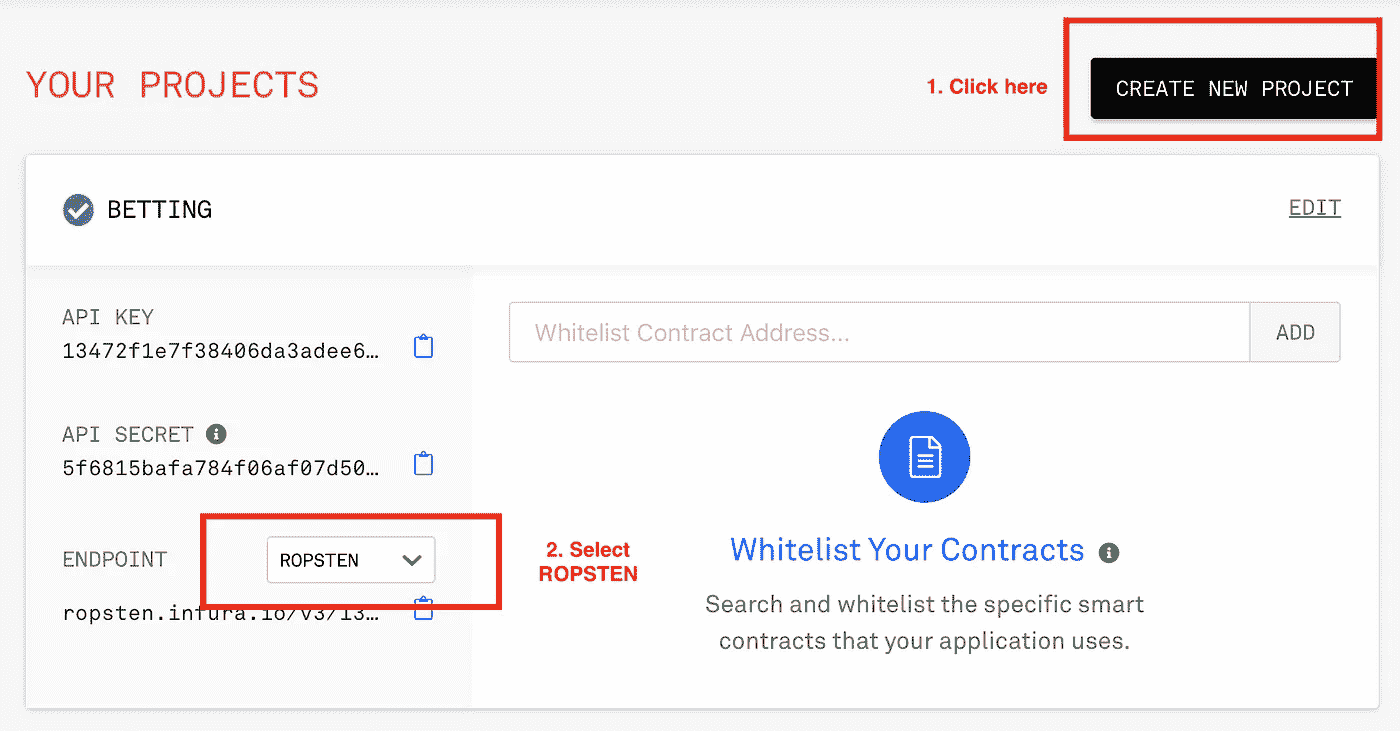 YOUR PROJECTS
1. Click here
CREATE NEW PROJECT
BETTING
EDIT
API KEY
13472f1e7f38406da3adee6…
Whitelist Contract Address...
ADD
API SECRET
5f6815bafa784f06af07d50…
ENDPOINT
ROPSTEN
2. Select
ROPSTEN
ropsten.infura.io/v3/13…
Whitelist Your Contracts
Search and whitelist the specific smart
contracts that your application uses.